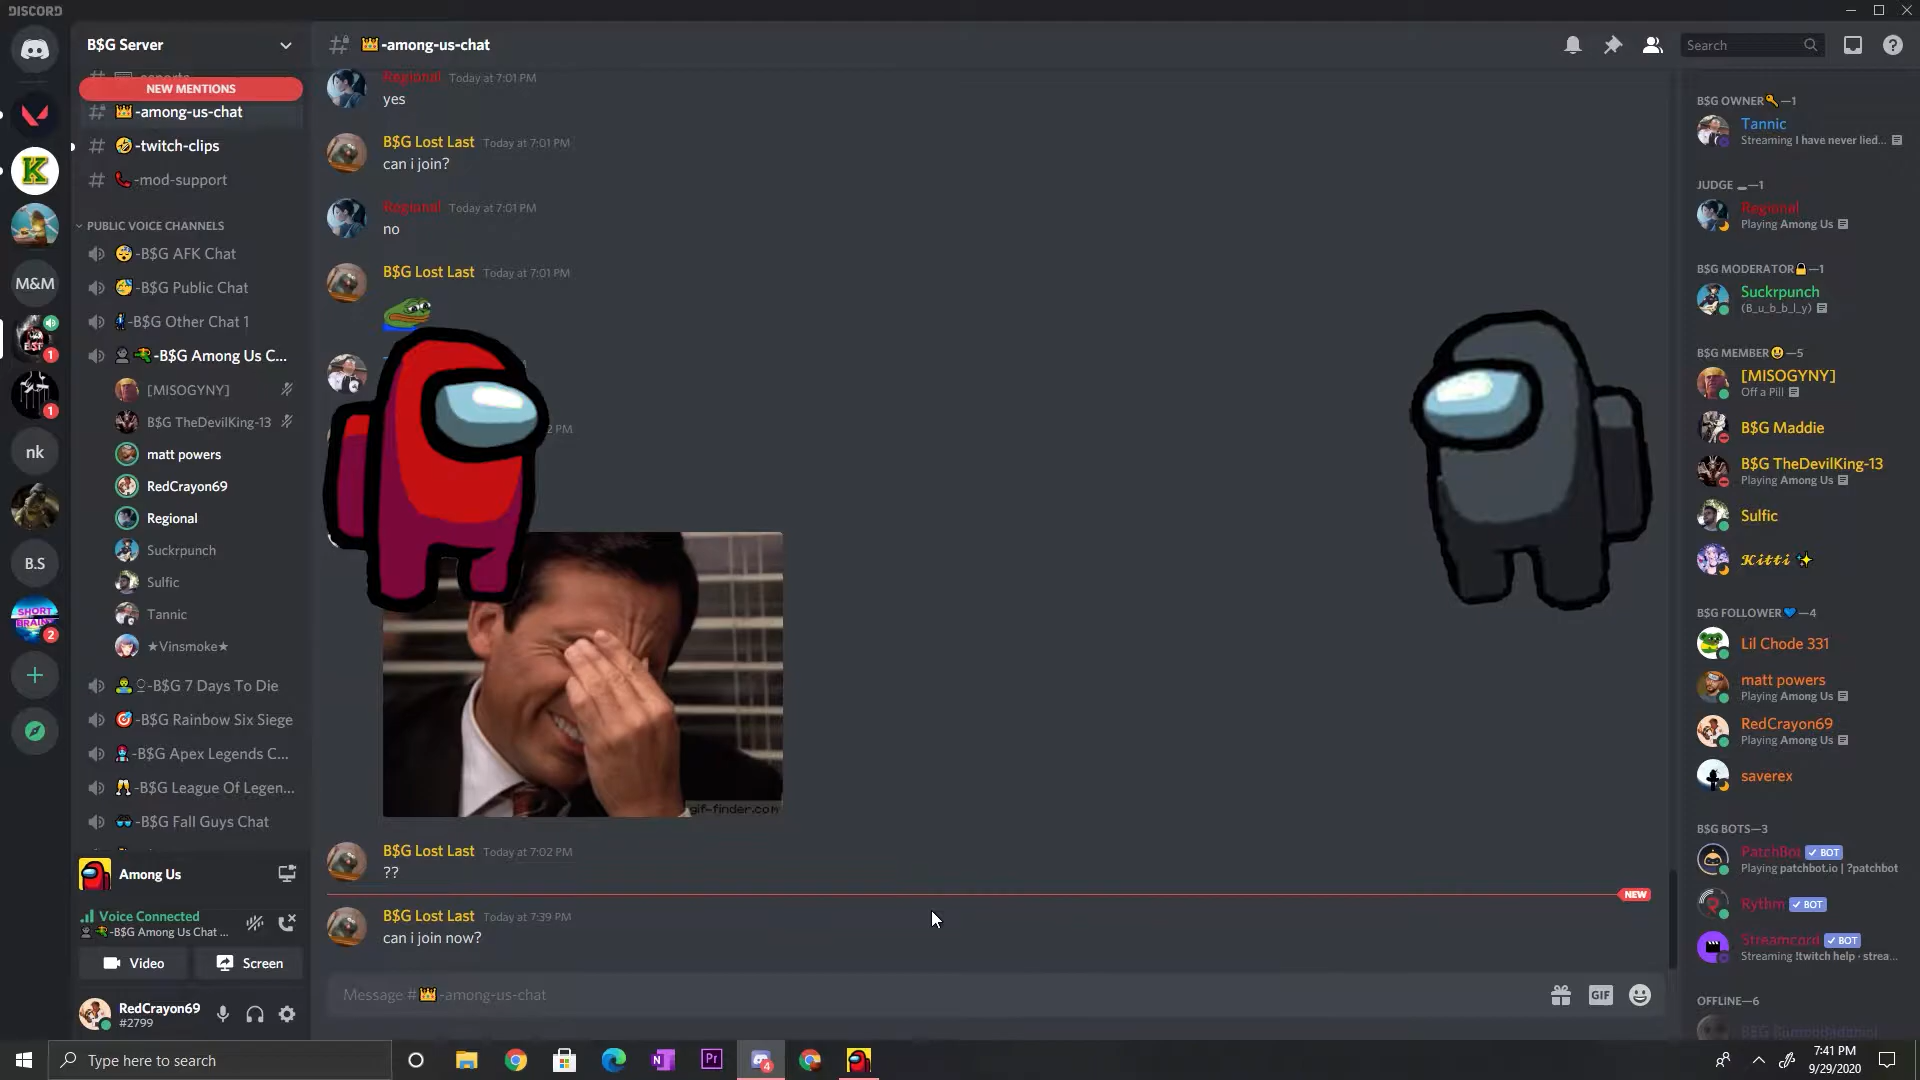 DISCORD
B$G Server
-among-us-chat
Search
-esports
NEW MENTIONS
-among-us-chat
-twitch-clips
-mod-support
PUBLIC VOICE CHANNELS
-B$G AFK Chat
-B$G Public Chat
-B$G Other Chat 1
-B$G Among Us C...
[MISOGYNY]
B$G TheDevilKing-13
matt powers
RedCrayon69
Regional
Suckrpunch
Sulfic
Tannic
★Vinsmoke★
-B$G 7 Days To Die
-B$G Rainbow Six Siege
-B$G Apex Legends C...
-B$G League Of Legen...
-B$G Fall Guys Chat
Among Us
Voice Connected
-B$G Among Us Chat ...
Video
Screen
RedCrayon69
#2799
K
M&M
1
1
nk
B.S
SHORT
BRAIN
2
Regional Today at 7:01 PM
yes
B$G Lost Last Today at 7:01 PM
can i join?
Regional Today at 7:01 PM
no
B$G Lost Last Today at 7:01 PM
2 PM
gif-finder.com
B$G Lost Last Today at 7:02 PM
??
NEW
B$G Lost Last Today at 7:39 PM
can i join now?
Message # -among-us-chat
GIF
B$G OWNER—1
Tannic
Streaming I have never lied...
JUDGE —1
Regional
Playing Among Us
B$G MODERATOR—1
Suckrpunch
(B_u_b_b_l_y)
B$G MEMBER—5
[MISOGYNY]
Off a Pill
B$G Maddie
B$G TheDevilKing-13
Playing Among Us
Sulfic
𝓚𝓲𝓽𝓽𝓲
B$G FOLLOWER—4
Lil Chode 331
matt powers
Playing Among Us
RedCrayon69
Playing Among Us
saverex
B$G BOTS—3
PatchBot BOT
Playing patchbot.io | ?patchbot
Rythm BOT
Streamcord BOT
Streaming !twitch help · strea...
OFFLINE—6
Type here to search
N
Pr
4
7:41 PM
9/29/2020